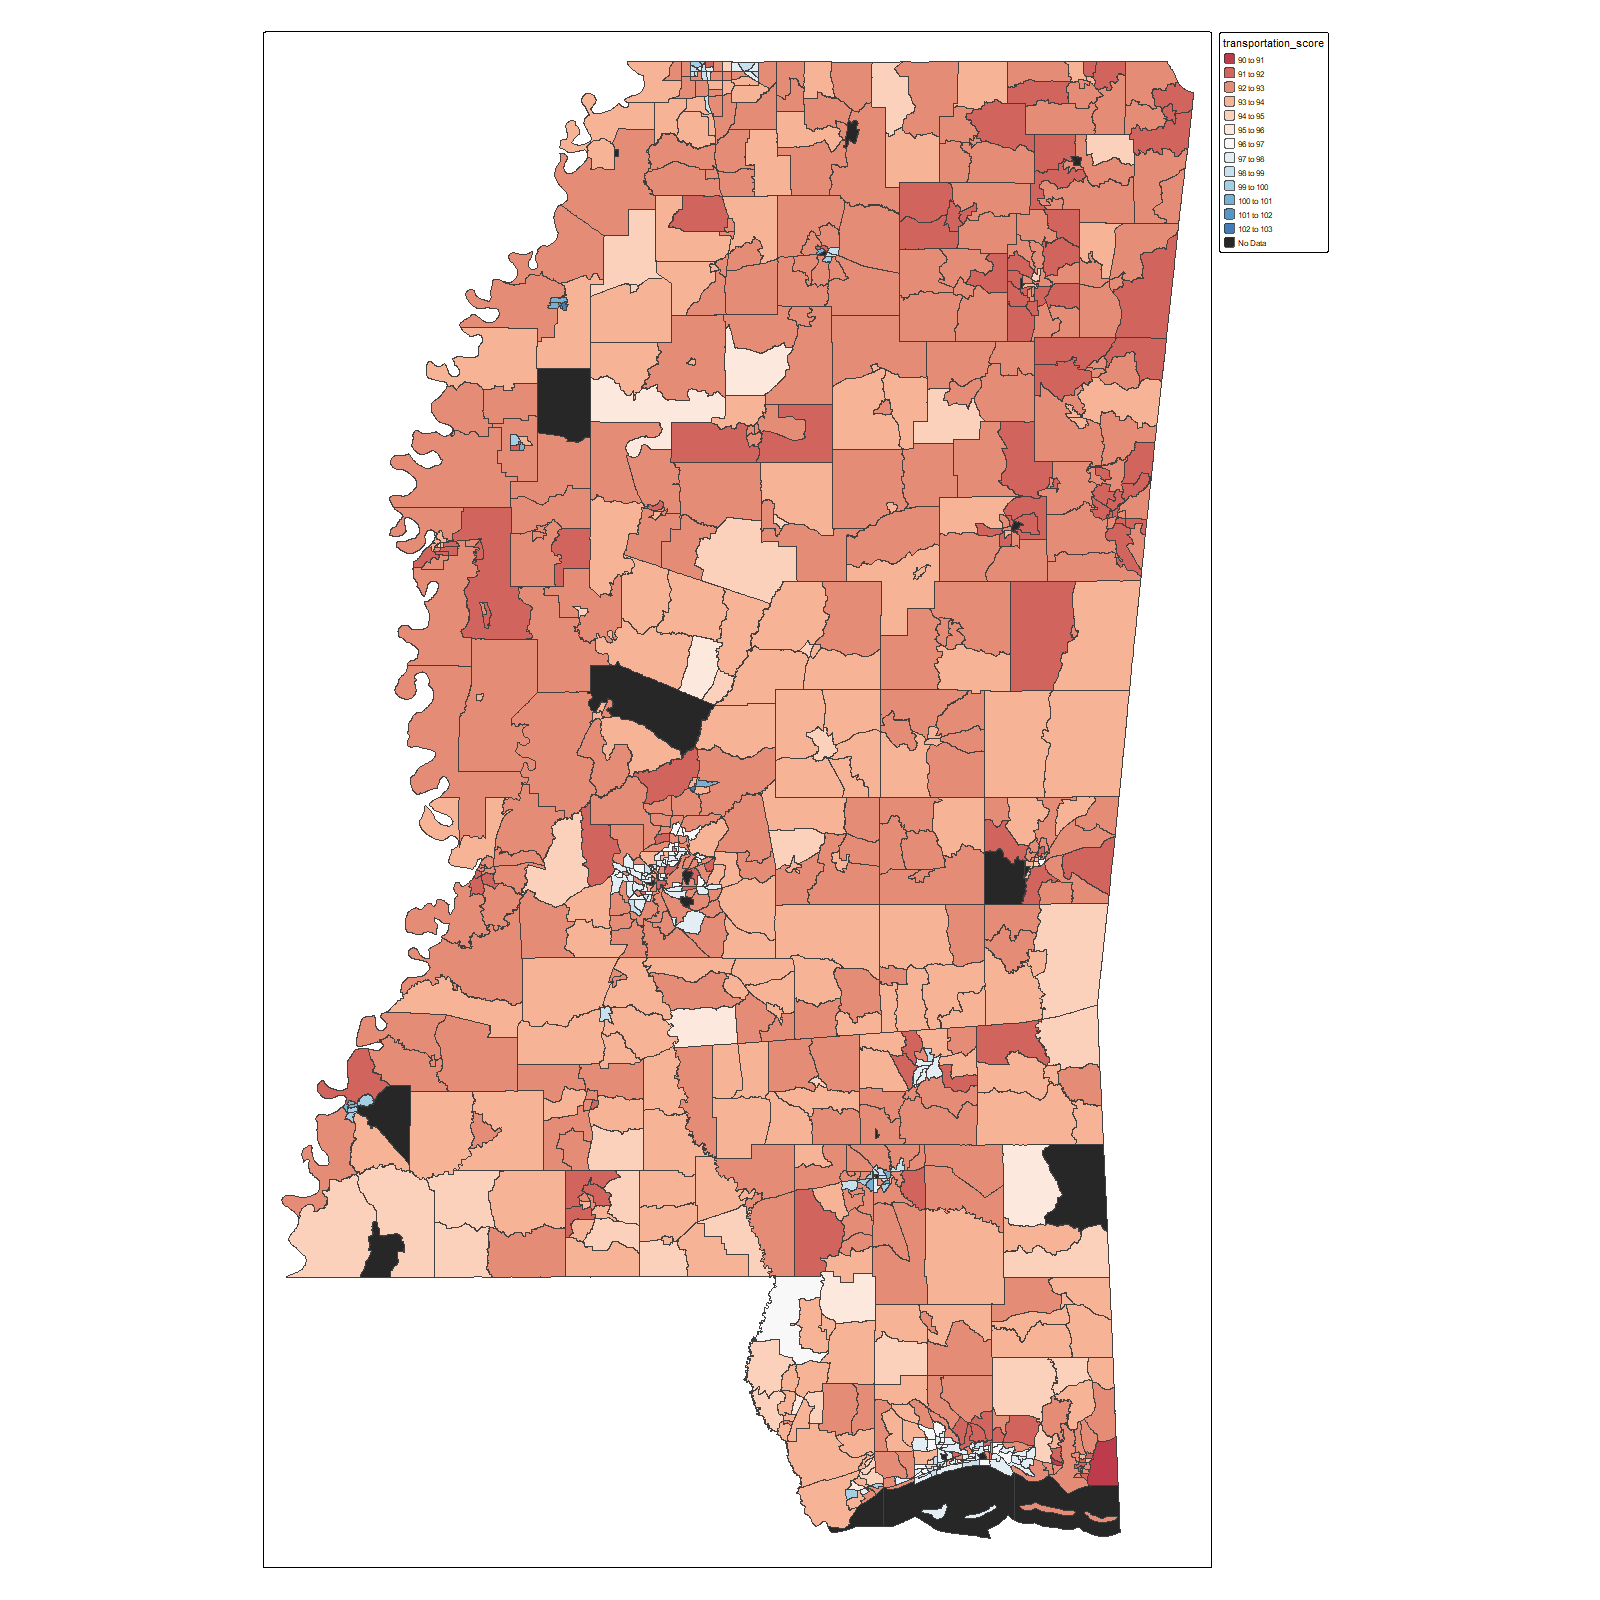 transportation_score
90 to 91
91 to 92
92 to 93
93 to 94
94 to 95
95 to 96
96 to 97
97 to 98
98 to 99
99 to 100
100 to 101
101 to 102
102 to 103
No Data